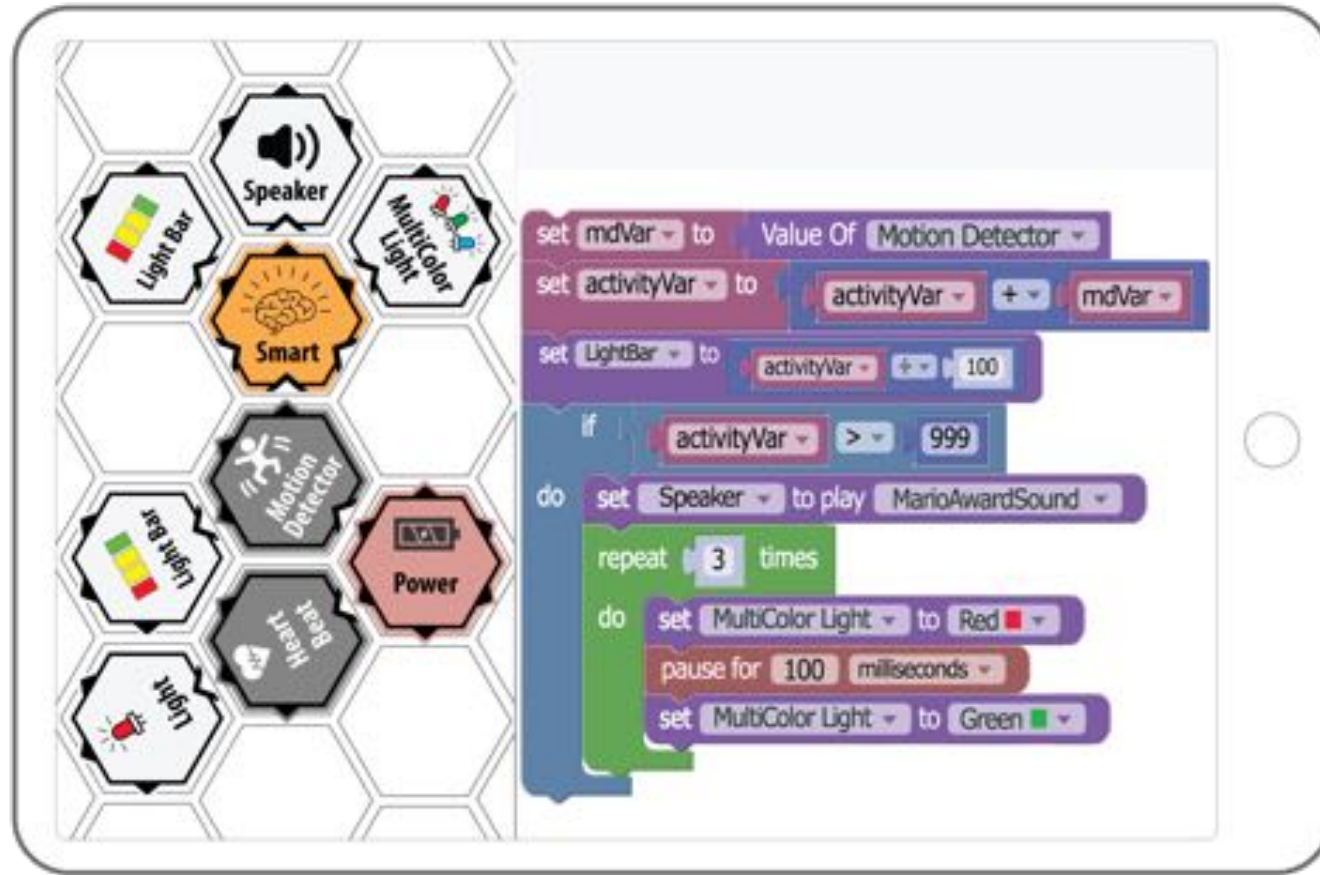 Speaker
Light Bar
MultiColor
Light
Smart
Motion
Detector
Light Bar
Power
Heart
Beat
Light
set mdVar to Value Of Motion Detector
set activityVar to activityVar + mdVar
set LightBar to activityVar ÷ 100
if activityVar > 999
do set Speaker to play MarioAwardSound
repeat 3 times
do set MultiColor Light to Red
pause for 100 milliseconds
set MultiColor Light to Green